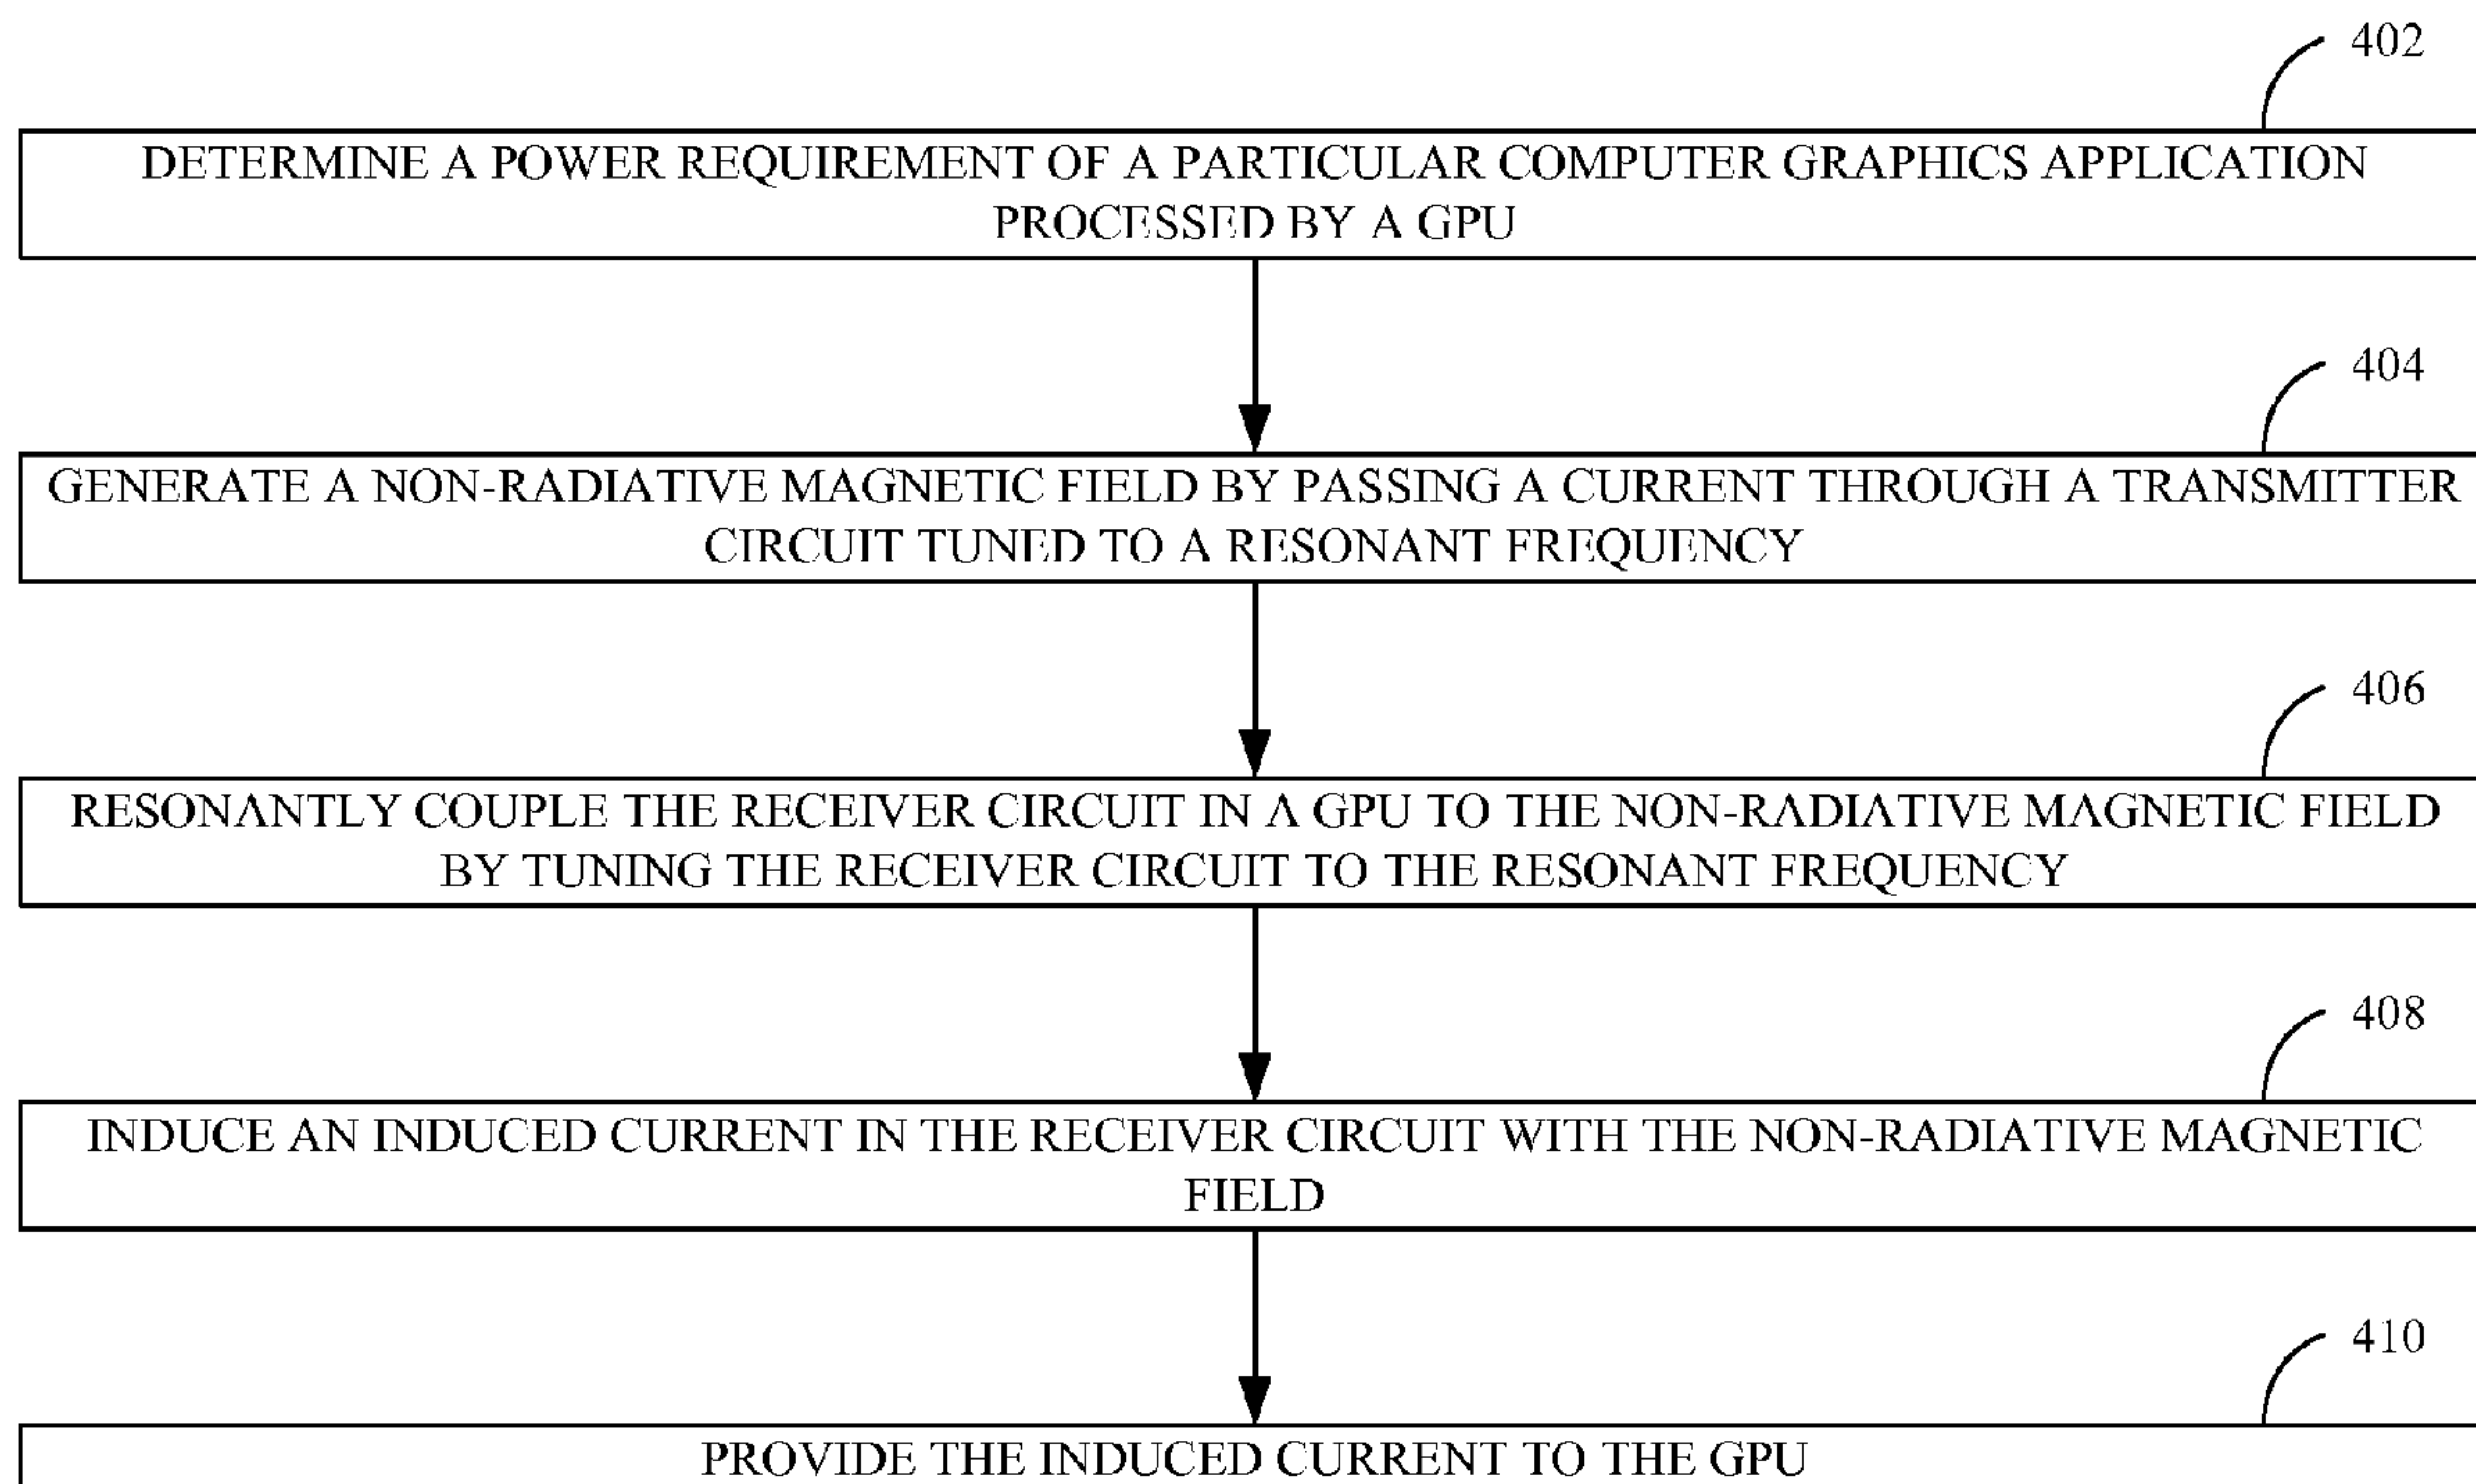 402
DETERMINE A POWER REQUIREMENT OF A PARTICULAR COMPUTER GRAPHICS APPLICATION
PROCESSED BY A GPU
404
GENERATE A NON-RADIATIVE MAGNETIC FIELD BY PASSING A CURRENT THROUGH A TRANSMITTER
CIRCUIT TUNED TO A RESONANT FREQUENCY
406
RESONANTLY COUPLE THE RECEIVER CIRCUIT IN A GPU TO THE NON-RADIATIVE MAGNETIC FIELD
BY TUNING THE RECEIVER CIRCUIT TO THE RESONANT FREQUENCY
408
INDUCE AN INDUCED CURRENT IN THE RECEIVER CIRCUIT WITH THE NON-RADIATIVE MAGNETIC
FIELD
410
PROVIDE THE INDUCED CURRENT TO THE GPU